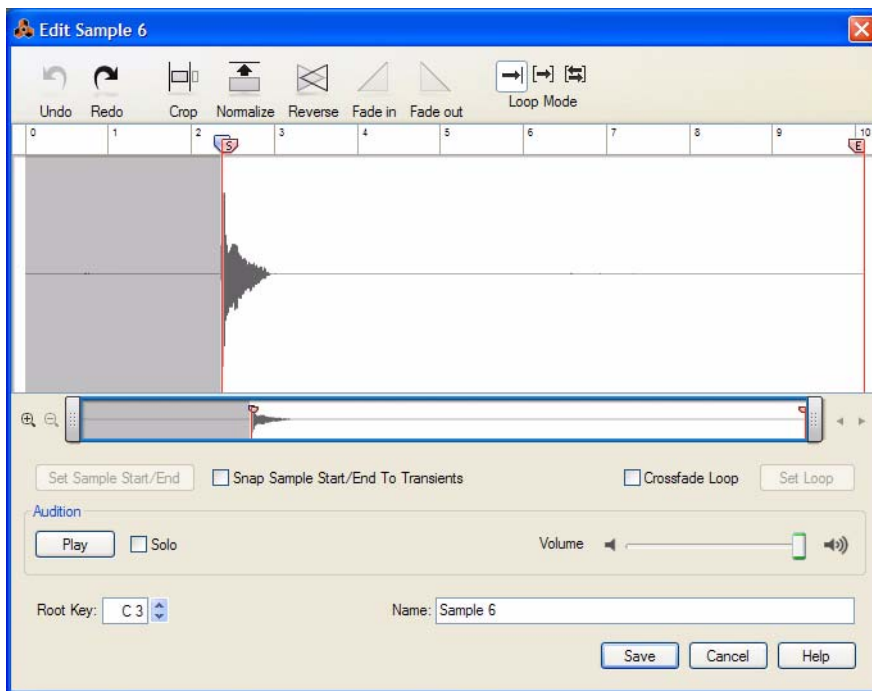 Edit Sample 6
Undo Redo Crop Normalize Reverse Fade in Fade out Loop Mode
0 1 2 3 4 5 6 7 8 9 10
S E
Set Sample Start/End Snap Sample Start/End To Transients Crossfade Loop Set Loop
Audition
Play Solo Volume
Root Key: C 3 Name: Sample 6
Save Cancel Help